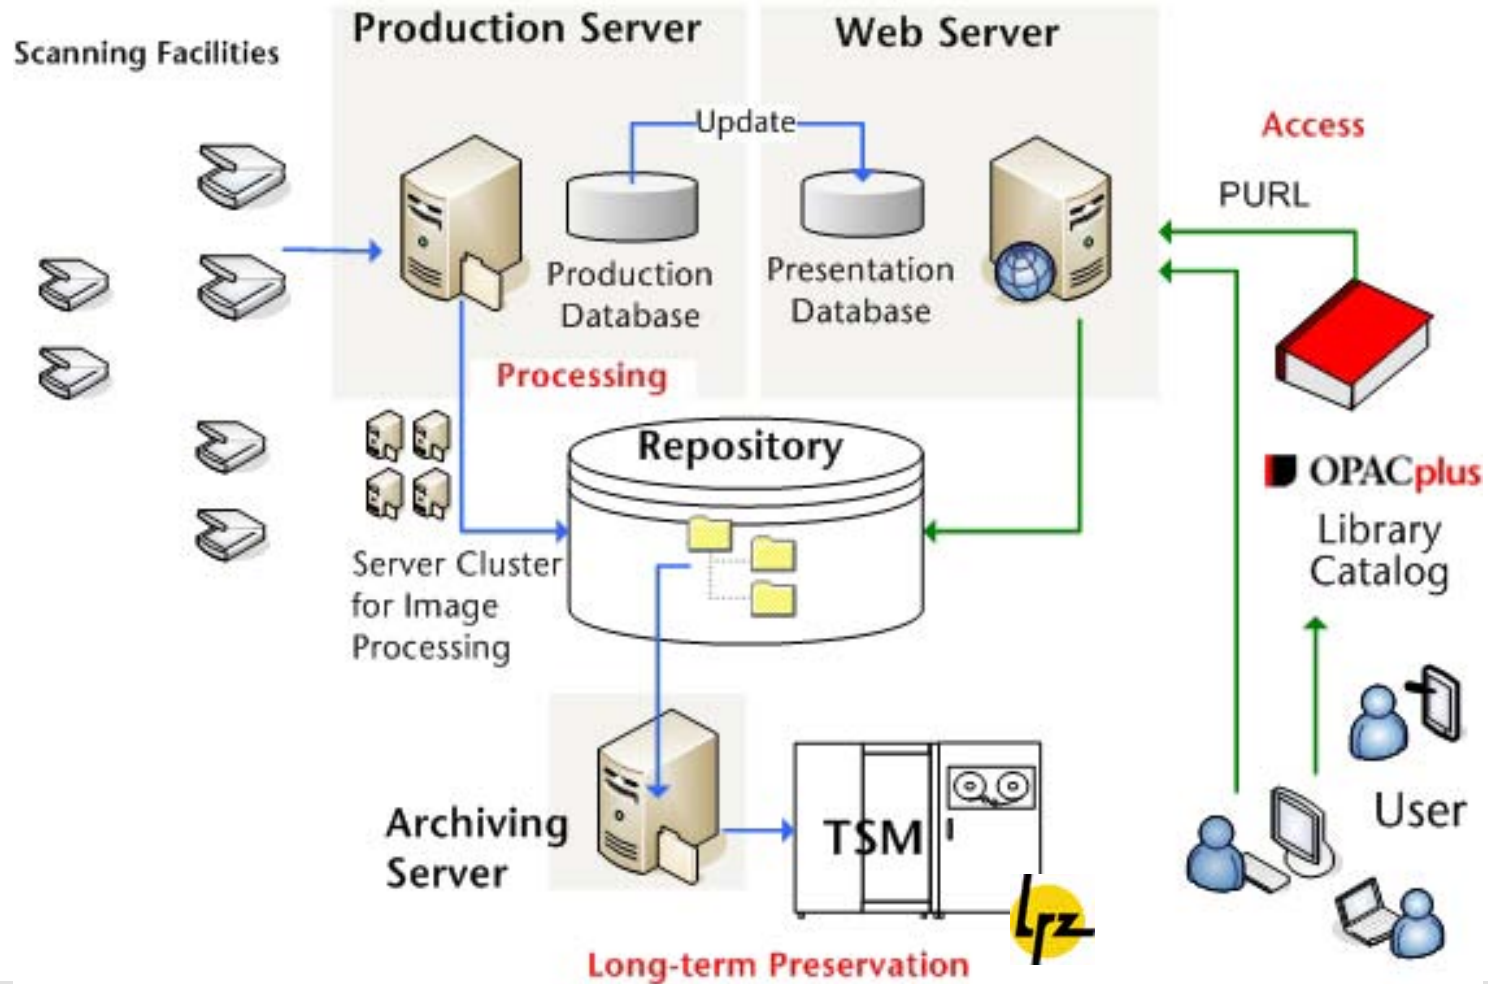 Scanning Facilities
Production Server
Web Server
Update
Access
PURL
Production
Database
Presentation
Database
Processing
Repository
OPACplus
Library
Catalog
Server Cluster
for Image
Processing
User
Archiving
Server
TSM
lrz
Long-term Preservation